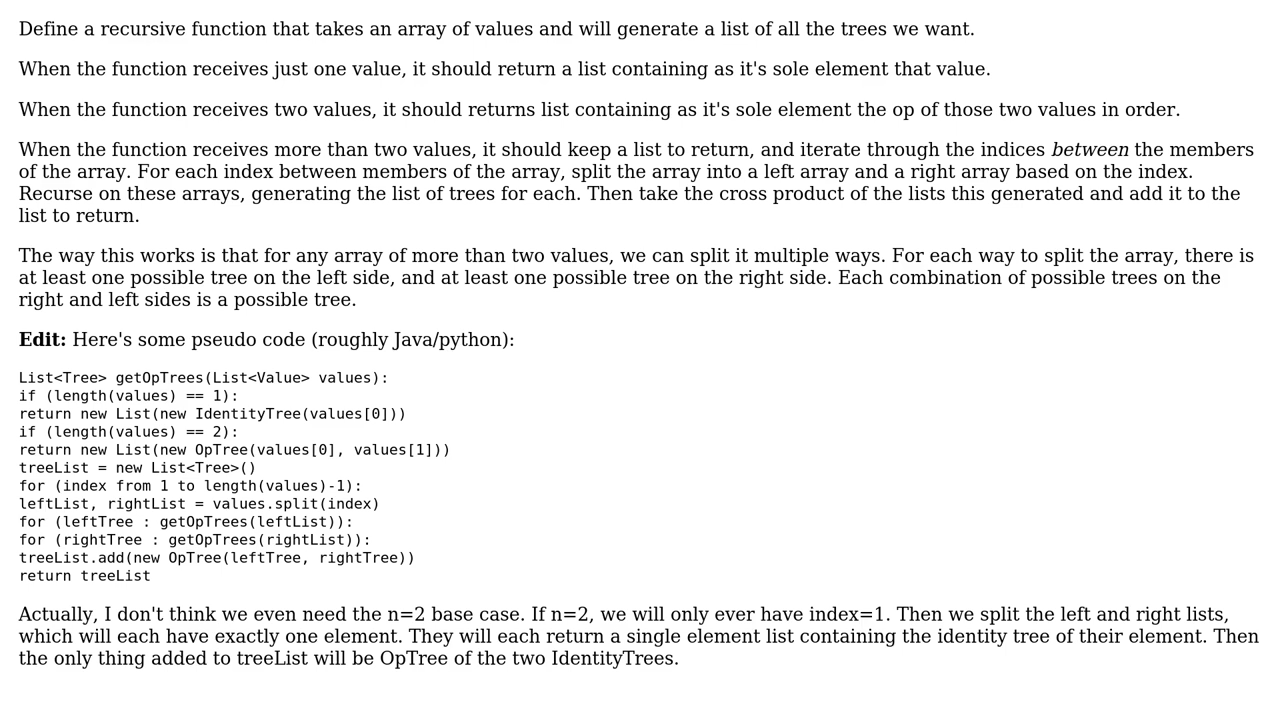 Define a recursive function that takes an array of values and will generate a list of all the trees we want.
When the function receives just one value, it should return a list containing as it's sole element that value.
When the function receives two values, it should returns list containing as it's sole element the op of those two values in order.
When the function receives more than two values, it should keep a list to return, and iterate through the indices between the members
of the array. For each index between members of the array, split the array into a left array and a right array based on the index.
Recurse on these arrays, generating the list of trees for each. Then take the cross product of the lists this generated and add it to the
list to return.
The way this works is that for any array of more than two values, we can split it multiple ways. For each way to split the array, there is
at least one possible tree on the left side, and at least one possible tree on the right side. Each combination of possible trees on the
right and left sides is a possible tree.
Edit: Here's some pseudo code (roughly Java/python):
List<Tree> getOpTrees(List<Value> values):
if (length(values) == 1):
return new List(new IdentityTree(values[0]))
if (length(values) == 2):
return new List(new OpTree(values[0], values[1]))
treeList = new List<Tree>()
for (index from 1 to length(values)-1):
leftList, rightList = values.split(index)
for (leftTree : getOpTrees(leftList)):
for (rightTree : getOpTrees(rightList)):
treeList.add(new OpTree(leftTree, rightTree))
return treeList
Actually, I don't think we even need the n=2 base case. If n=2, we will only ever have index=1. Then we split the left and right lists,
which will each have exactly one element. They will each return a single element list containing the identity tree of their element. Then
the only thing added to treeList will be OpTree of the two IdentityTrees.